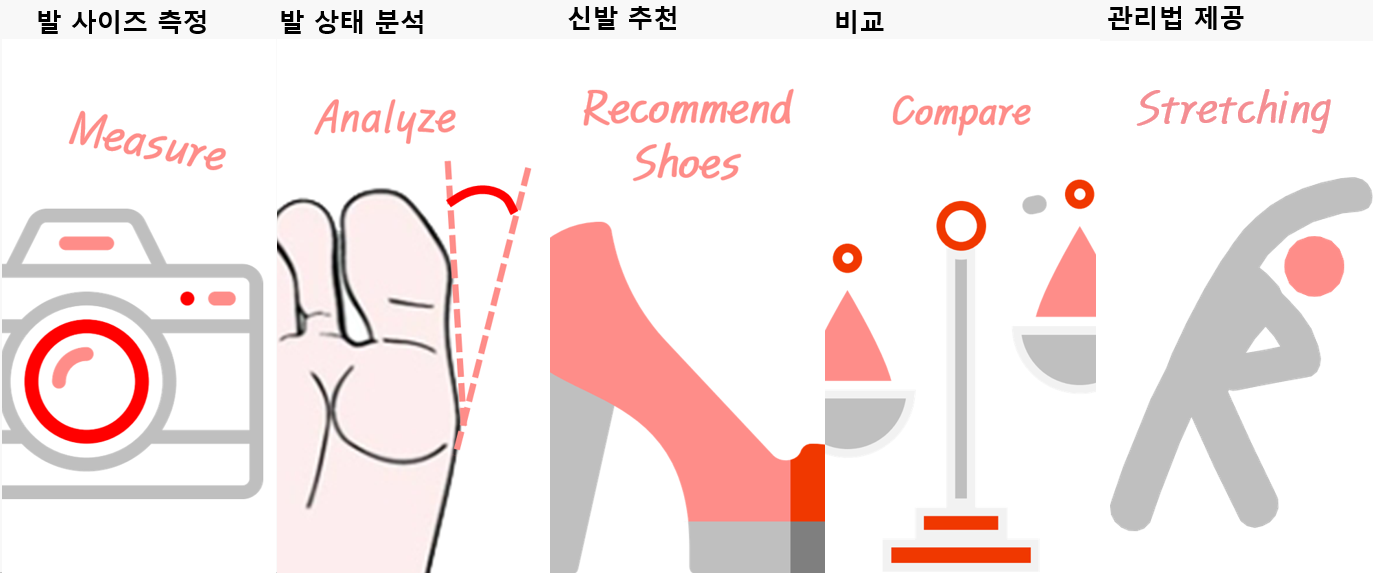 발 사이즈 측정
Measure
발 상태 분석
Analyze
신발 추천
Recommend
Shoes
비교
Compare
관리법 제공
Stretching